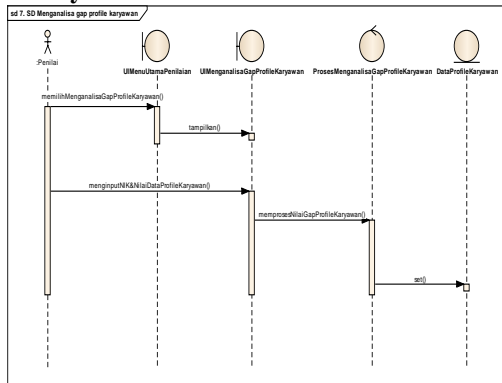 sd 7. SD Menganalisa gap profile karyawan
:Penilai
UIMenuUtamaPenilaian
UIMenganalisaGapProfileKaryawan
ProsesMenganalisaGapProfileKaryawan
DataProfileKaryawan
memilihMenganalisaGapProfileKaryawan()
tampilkan()
menginputNIK&NilaiDataProfileKaryawan()
memprosesNilaiGapProfileKaryawan()
set()